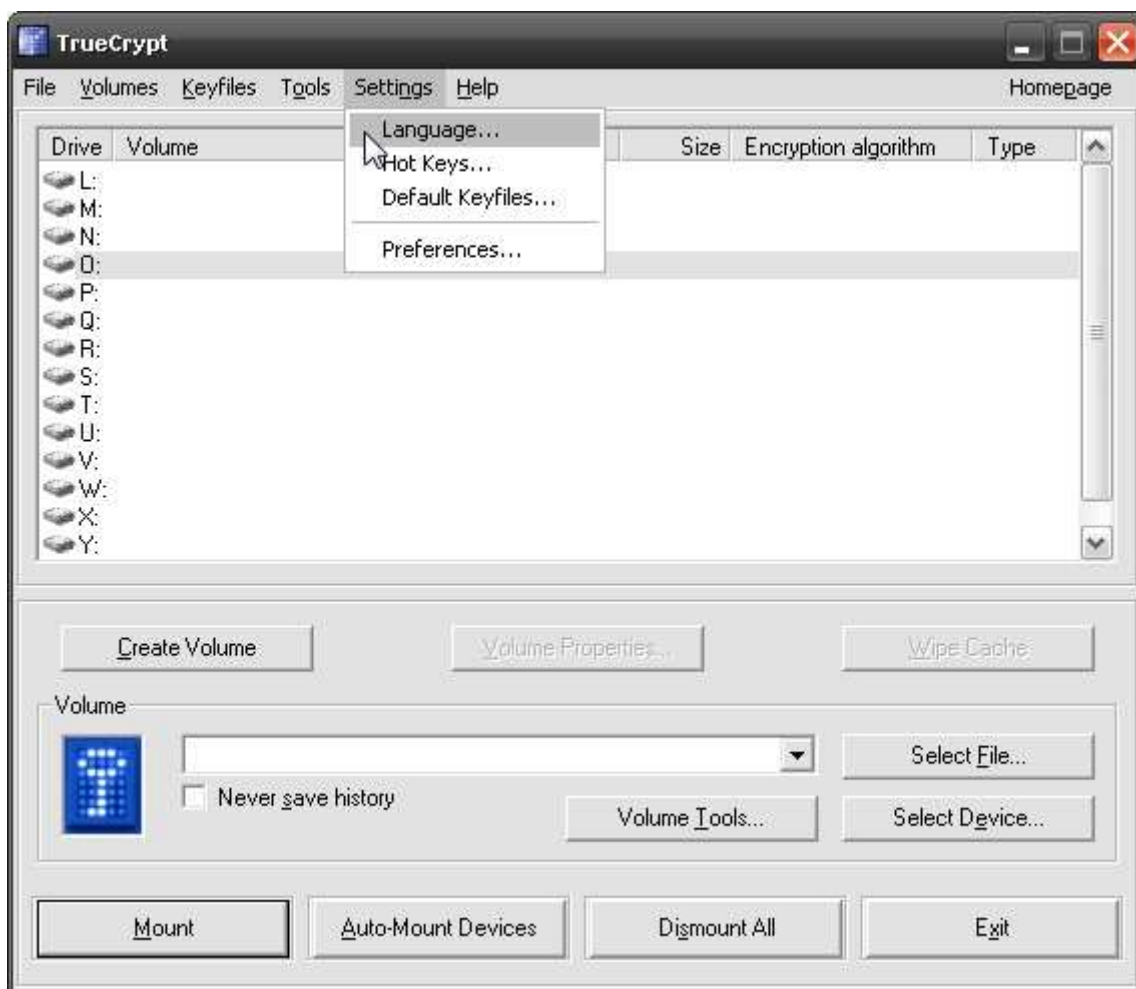 TrueCrypt
File Volumes Keyfiles Tools Settings Help Homepage
Language...
Hot Keys...
Default Keyfiles...
Preferences...
Drive Volume Size Encryption algorithm Type
L:
M:
N:
O:
P:
Q:
R:
S:
T:
U:
V:
W:
X:
Y:
Create Volume Volume Properties... Wipe Cache
Volume
Select File...
Never save history
Volume Tools... Select Device...
Mount Auto-Mount Devices Dismount All Exit